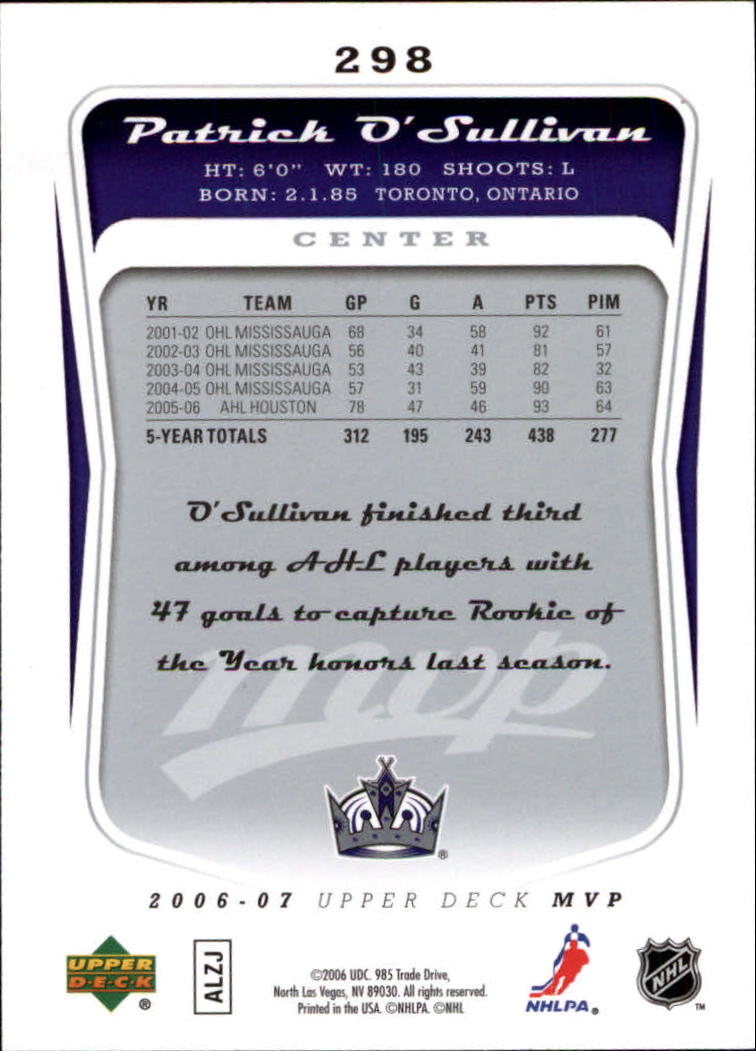 298
Patrick O'Sullivan
HT: 6'0" WT: 180 SHOOTS: L
BORN: 2.1.85 TORONTO, ONTARIO
CENTER
YR TEAM GP G A PTS PIM
2001-02 OHL MISSISSAUGA 68 34 58 92 61
2002-03 OHL MISSISSAUGA 56 40 41 81 57
2003-04 OHL MISSISSAUGA 53 43 39 82 32
2004-05 OHL MISSISSAUGA 57 31 59 90 63
2005-06 AHL HOUSTON 78 47 46 93 64
5-YEAR TOTALS 312 195 243 438 277
O'Sullivan finished third
among AHL players with
47 goals to capture Rookie of
the Year honors last season.
mvp
®
2006-07 UPPER DECK MVP
UPPER
DECK
®
ALZJ
©2006 UDC. 985 Trade Drive,
North Las Vegas, NV 89030. All rights reserved.
Printed in the USA. ©NHLPA. ©NHL
NHLPA®
NHL
TM